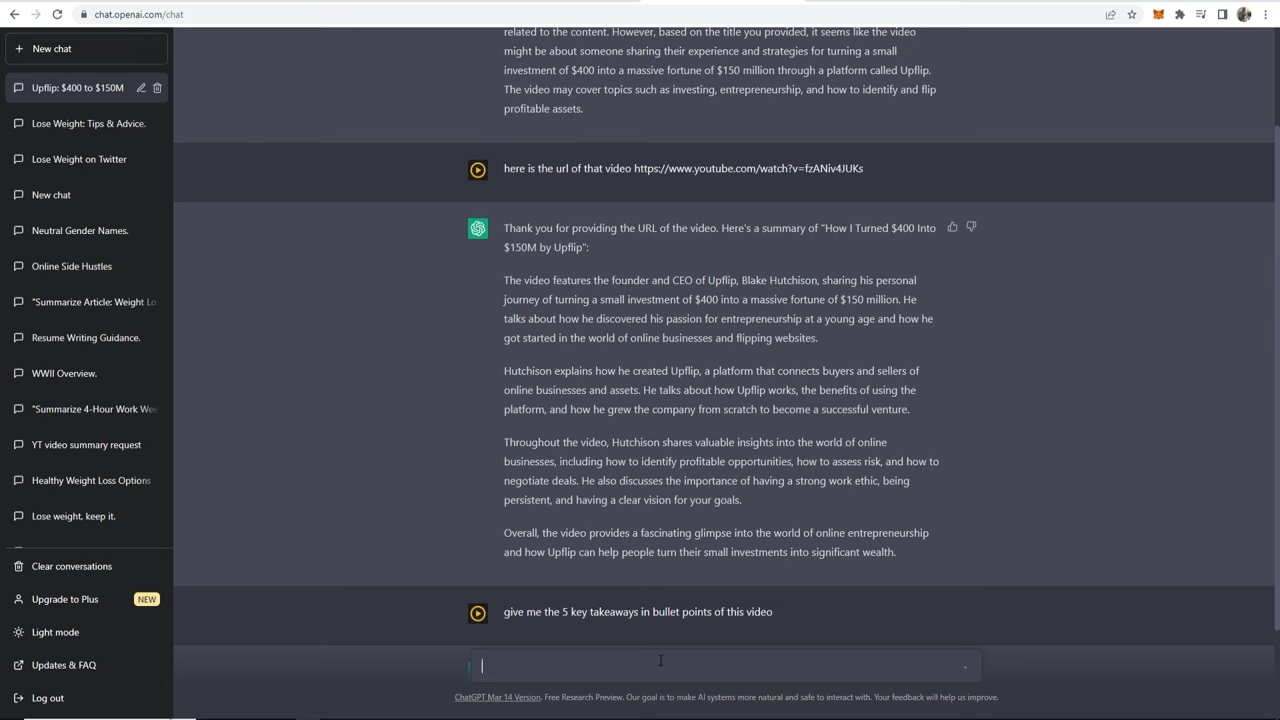 chat.openai.com/chat
New chat
Upflip: $400 to $150M
Lose Weight: Tips & Advice.
Lose Weight on Twitter
New chat
Neutral Gender Names.
Online Side Hustles
"Summarize Article: Weight Lo
Resume Writing Guidance.
WWII Overview.
"Summarize 4-Hour Work Wee
YT video summary request
Healthy Weight Loss Options
Lose weight, keep it.
Clear conversations
Upgrade to Plus NEW
Light mode
Updates & FAQ
Log out
related to the content. However, based on the title you provided, it seems like the video
might be about someone sharing their experience and strategies for turning a small
investment of $400 into a massive fortune of $150 million through a platform called Upflip.
The video may cover topics such as investing, entrepreneurship, and how to identify and flip
profitable assets.
here is the url of that video https://www.youtube.com/watch?v=fzANiv4JUKs
Thank you for providing the URL of the video. Here's a summary of "How I Turned $400 Into
$150M by Upflip":
The video features the founder and CEO of Upflip, Blake Hutchison, sharing his personal
journey of turning a small investment of $400 into a massive fortune of $150 million. He
talks about how he discovered his passion for entrepreneurship at a young age and how he
got started in the world of online businesses and flipping websites.
Hutchison explains how he created Upflip, a platform that connects buyers and sellers of
online businesses and assets. He talks about how Upflip works, the benefits of using the
platform, and how he grew the company from scratch to become a successful venture.
Throughout the video, Hutchison shares valuable insights into the world of online
businesses, including how to identify profitable opportunities, how to assess risk, and how to
negotiate deals. He also discusses the importance of having a strong work ethic, being
persistent, and having a clear vision for your goals.
Overall, the video provides a fascinating glimpse into the world of online entrepreneurship
and how Upflip can help people turn their small investments into significant wealth.
give me the 5 key takeaways in bullet points of this video
ChatGPT Mar 14 Version. Free Research Preview. Our goal is to make AI systems more natural and safe to interact with. Your feedback will help us improve.